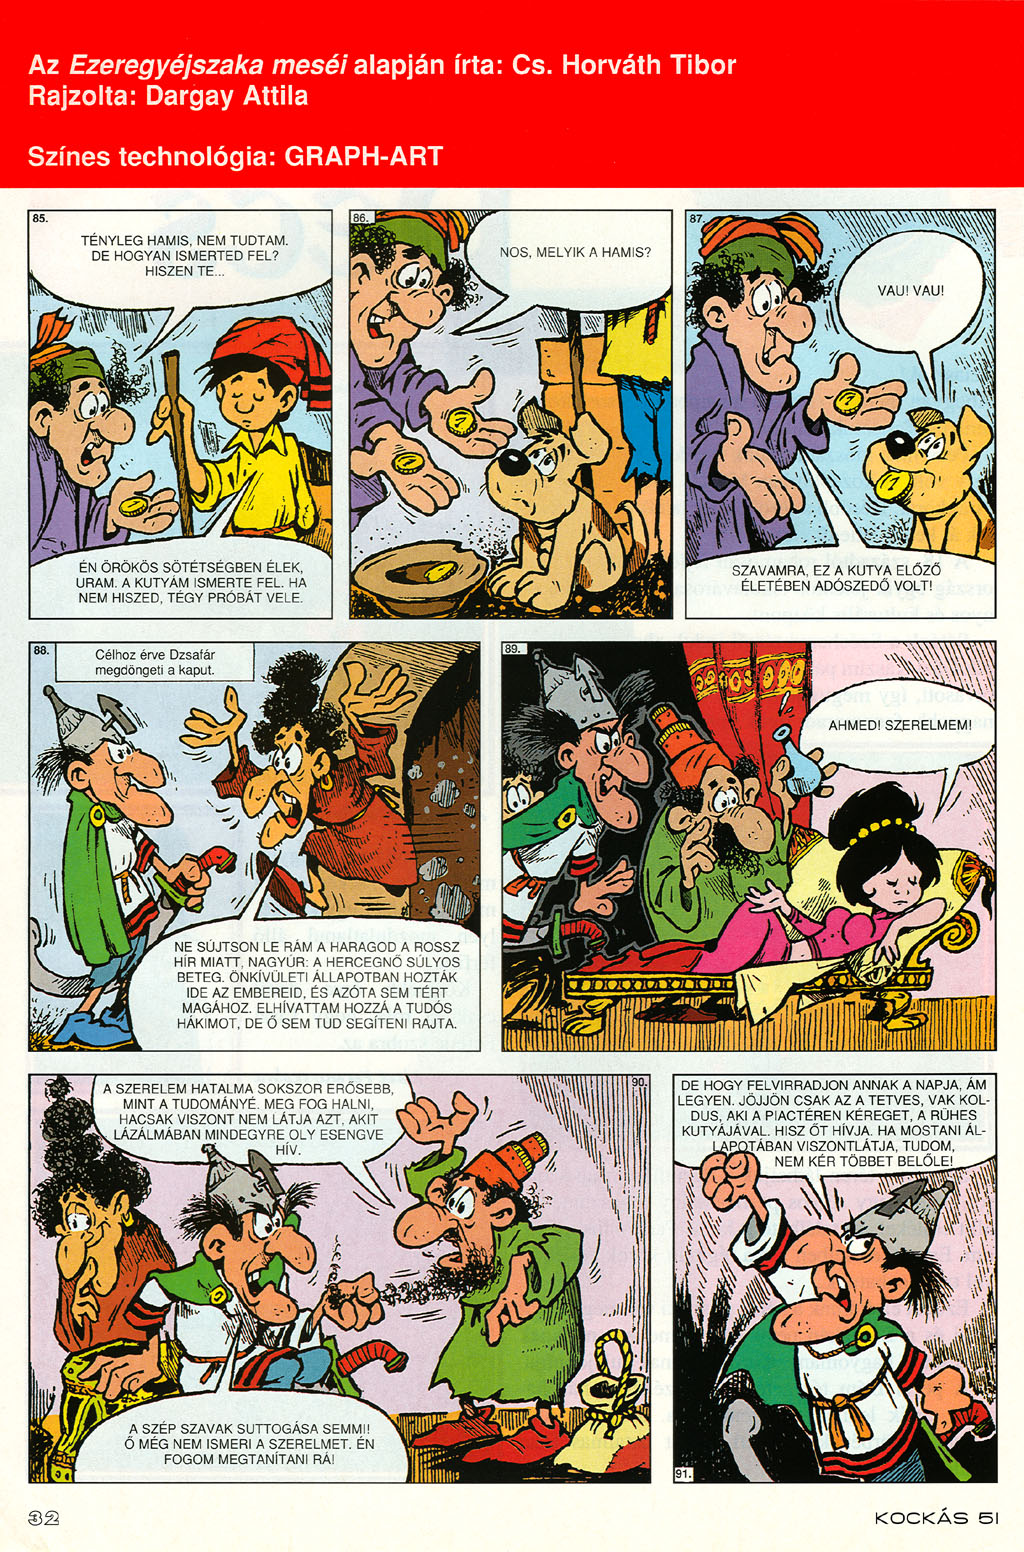 Az Ezeregyéjszaka meséi alapján írta: Cs. Horváth Tibor
Rajzolta: Dargay Attila
Színes technológia: GRAPH-ART
85.
TÉNYLEG HAMIS, NEM TUDTAM.
DE HOGYAN ISMERTED FEL?
HISZEN TE...
ÉN ÖRÖKÖS SÖTÉTSÉGBEN ÉLEK,
URAM. A KUTYÁM ISMERTE FEL. HA
NEM HISZED, TÉGY PRÓBÁT VELE.
86.
NOS, MELYIK A HAMIS?
87.
VAU! VAU!
SZAVAMRA, EZ A KUTYA ELŐZŐ
ÉLETÉBEN ADÓSZEDŐ VOLT!
88.
Célhoz érve Dzsafár
megdöngeti a kaput.
NE SÚJTSON LE RÁM A HARAGOD A ROSSZ
HÍR MIATT, NAGYÚR: A HERCEGNŐ SÚLYOS
BETEG. ÖNKÍVÜLETI ÁLLAPOTBAN HOZTÁK
IDE AZ EMBEREID, ÉS AZÓTA SEM TÉRT
MAGÁHOZ. ELHÍVATTAM HOZZÁ A TUDÓS
HÁKIMOT, DE Ő SEM TUD SEGÍTENI RAJTA.
89.
AHMED! SZERELMEM!
90.
A SZERELEM HATALMA SOKSZOR ERŐSEBB,
MINT A TUDOMÁNYÉ. MEG FOG HALNI,
HACSAK VISZONT NEM LÁTJA AZT, AKIT
LÁZÁLMÁBAN MINDEGYRE OLY ESENGVE
HÍV.
A SZÉP SZAVAK SUTTOGÁSA SEMMI!
Ő MÉG NEM ISMERI A SZERELMET. ÉN
FOGOM MEGTANÍTANI RÁ!
DE HOGY FELVIRRADJON ANNAK A NAPJA, ÁM
LEGYEN. JÖJJÖN CSAK AZ A TETVES, VAK KOL-
DUS, AKI A PIACTÉREN KÉREGET, A RÜHES
KUTYÁJÁVAL. HISZ ŐT HÍVJA. HA MOSTANI ÁL-
LAPOTÁBAN VISZONTLÁTJA, TUDOM,
NEM KÉR TÖBBET BELŐLE!
91.
32
KOCKÁS 51